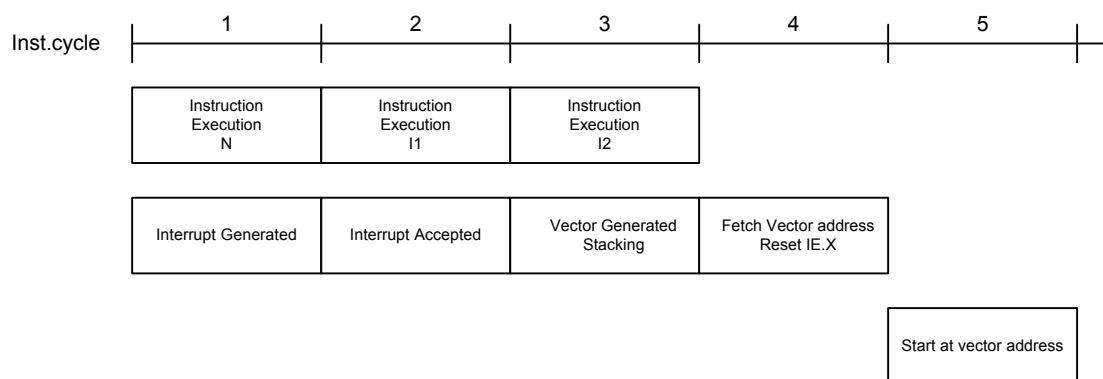 Inst.cycle 1 2 3 4 5
Instruction
Execution
N
Instruction
Execution
I1
Instruction
Execution
I2
Interrupt Generated
Interrupt Accepted
Vector Generated
Stacking
Fetch Vector address
Reset IE.X
Start at vector address